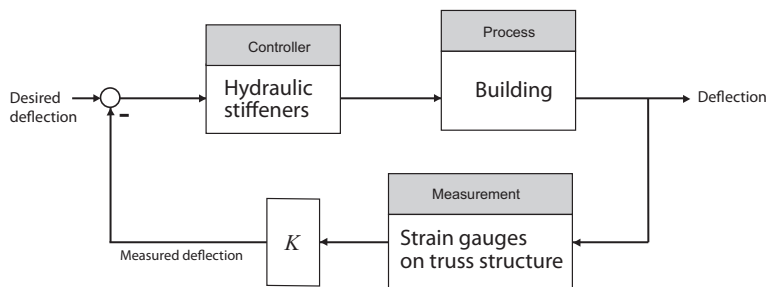 Controller
Process
Desired
deflection
Hydraulic
stiffeners
Building
Deflection
-
Measurement
Measured deflection
K
Strain gauges
on truss structure